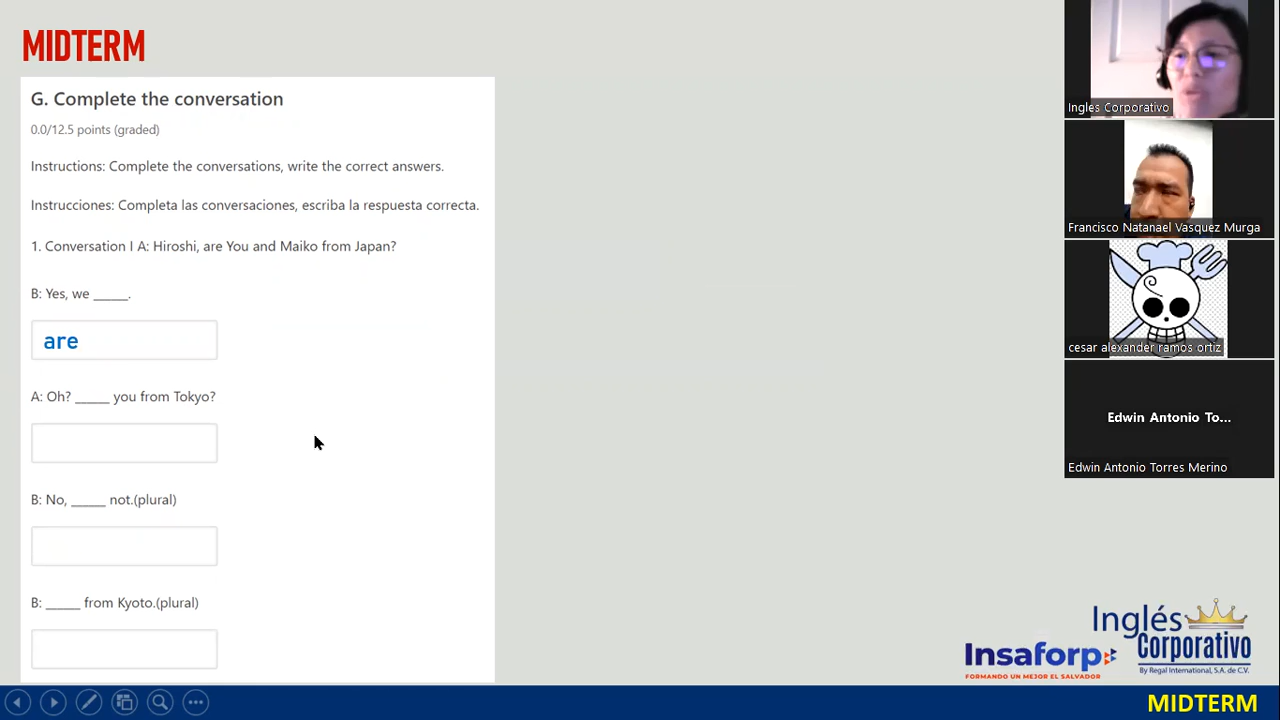 MIDTERM
G. Complete the conversation
0.0/12.5 points (graded)
Instructions: Complete the conversations, write the correct answers.
Instrucciones: Completa las conversaciones, escriba la respuesta correcta.
1. Conversation I A: Hiroshi, are You and Maiko from Japan?
B: Yes, we _____.
are
A: Oh? _____ you from Tokyo?
B: No, _____ not.(plural)
B: _____ from Kyoto.(plural)
Ingles Corporativo
Francisco Natanael Vasquez Murga
cesar alexander ramos ortiz
Edwin Antonio To...
Edwin Antonio Torres Merino
Insaforp
FORMANDO UN MEJOR EL SALVADOR
Inglés
Corporativo
By Regal International, S.A. de C.V.
MIDTERM